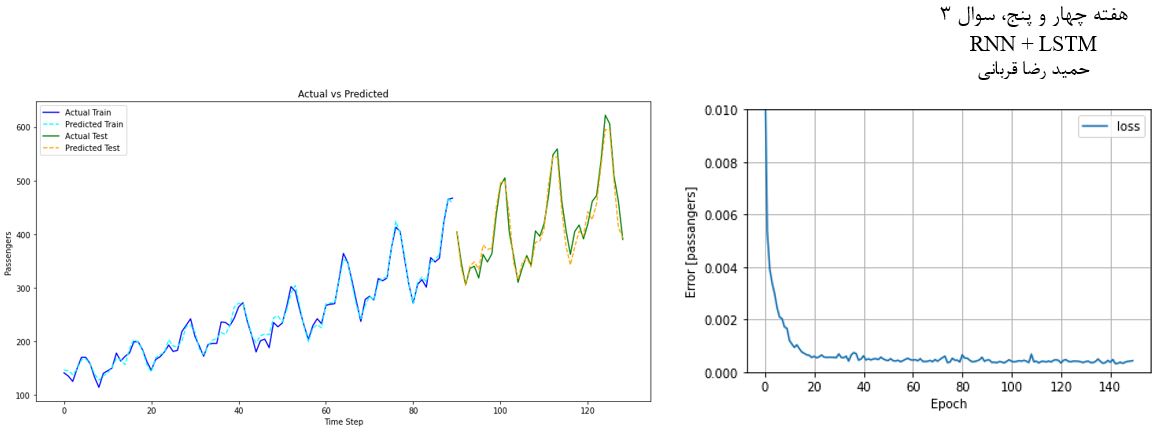 هفته چهار و پنج، سوال ۳
RNN + LSTM
حمید رضا قربانی
Actual vs Predicted
Actual Train
Predicted Train
Actual Test
Predicted Test
Passengers
600
500
400
300
200
100
0 20 40 60 80 100 120
Time Step
loss
Error [passangers]
0.010
0.008
0.006
0.004
0.002
0.000
0 20 40 60 80 100 120 140
Epoch